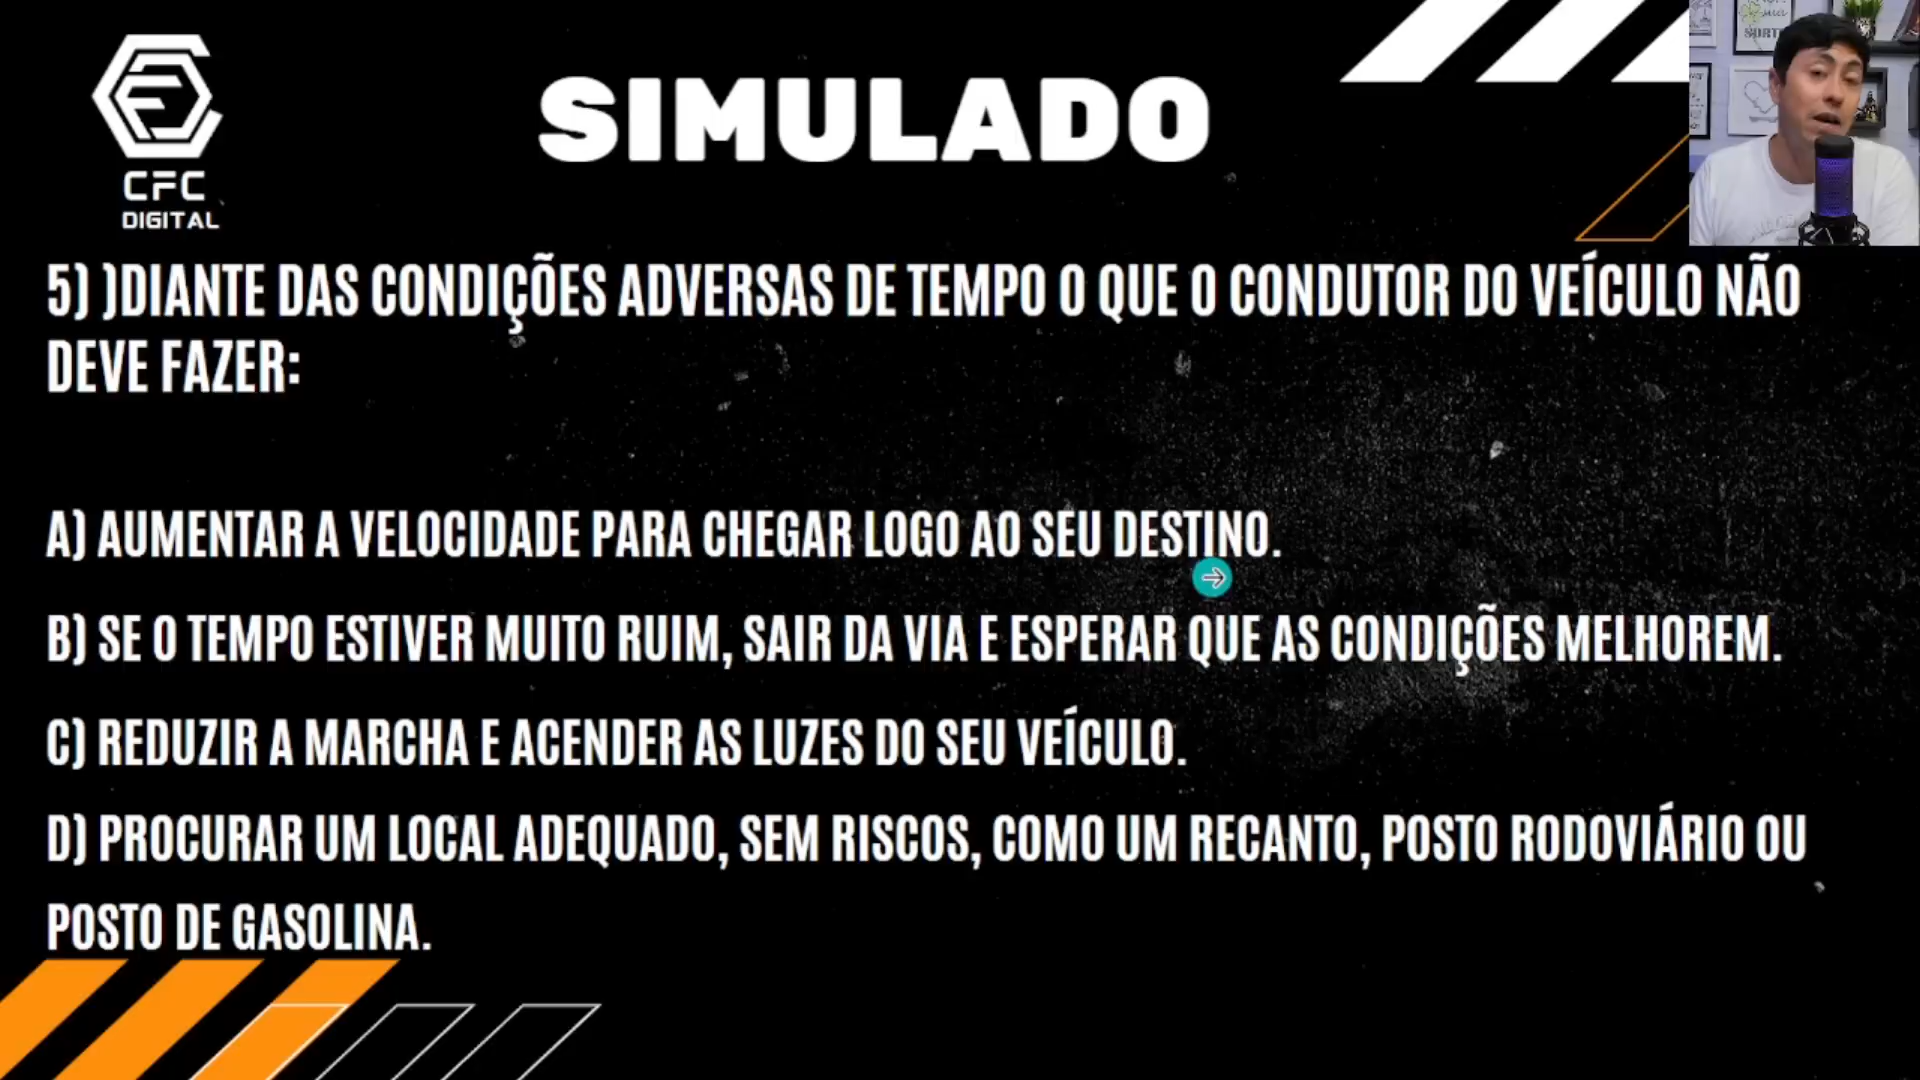 CFC
DIGITAL
SIMULADO
SORTE
5) )DIANTE DAS CONDIÇÕES ADVERSAS DE TEMPO O QUE O CONDUTOR DO VEÍCULO NÃO
DEVE FAZER:
A) AUMENTAR A VELOCIDADE PARA CHEGAR LOGO AO SEU DESTINO.
B) SE O TEMPO ESTIVER MUITO RUIM, SAIR DA VIA E ESPERAR QUE AS CONDIÇÕES MELHOREM.
C) REDUZIR A MARCHA E ACENDER AS LUZES DO SEU VEÍCULO.
D) PROCURAR UM LOCAL ADEQUADO, SEM RISCOS, COMO UM RECANTO, POSTO RODOVIÁRIO OU
POSTO DE GASOLINA.